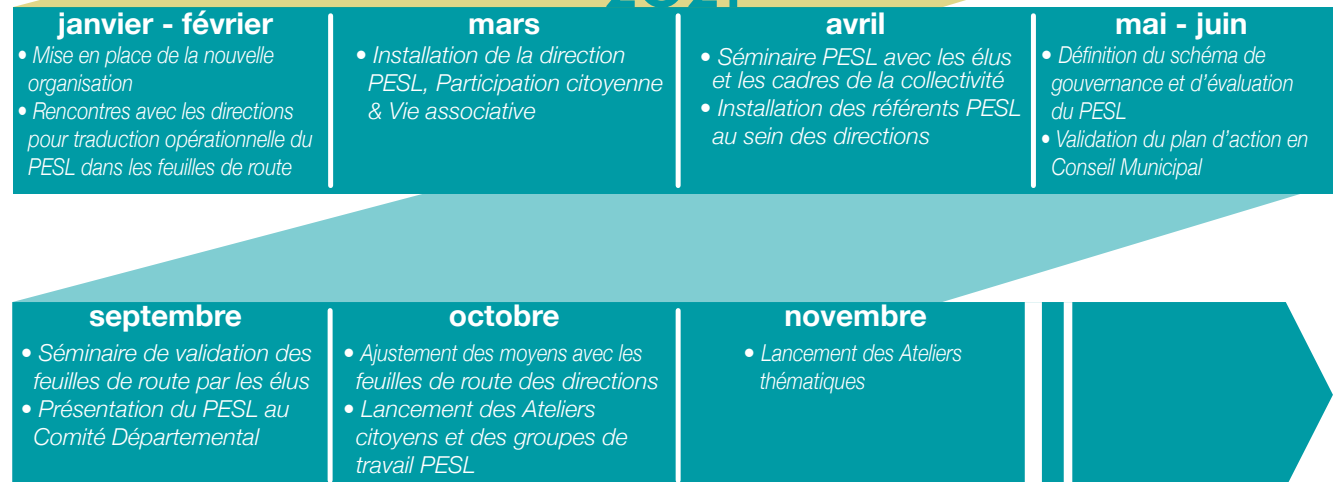 2021
janvier - février
• Mise en place de la nouvelle
organisation
• Rencontres avec les directions
pour traduction opérationnelle du
PESL dans les feuilles de route
mars
• Installation de la direction
PESL, Participation citoyenne
& Vie associative
avril
• Séminaire PESL avec les élus
et les cadres de la collectivité
• Installation des référents PESL
au sein des directions
mai - juin
• Définition du schéma de
gouvernance et d'évaluation
du PESL
• Validation du plan d'action en
Conseil Municipal
septembre
• Séminaire de validation des
feuilles de route par les élus
• Présentation du PESL au
Comité Départemental
octobre
• Ajustement des moyens avec les
feuilles de route des directions
• Lancement des Ateliers
citoyens et des groupes de
travail PESL
novembre
• Lancement des Ateliers
thématiques